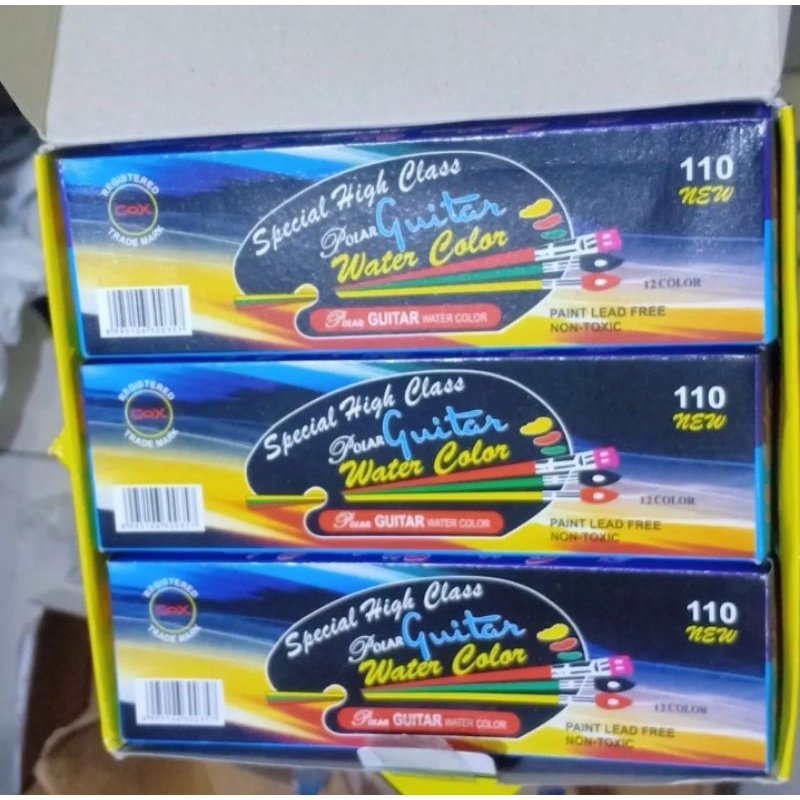 REGISTERED
GOX
TRADE MARK
Special High Class
POLAR Guitar
Water Color
POLAR GUITAR WATER COLOR
110
NEW
12 COLOR
PAINT LEAD FREE
NON-TOXIC
REGISTERED
GOX
TRADE MARK
Special High Class
POLAR Guitar
Water Color
POLAR GUITAR WATER COLOR
110
NEW
12 COLOR
PAINT LEAD FREE
NON-TOXIC
REGISTERED
GOX
TRADE MARK
Special High Class
POLAR Guitar
Water Color
POLAR GUITAR WATER COLOR
110
NEW
12 COLOR
PAINT LEAD FREE
NON-TOXIC